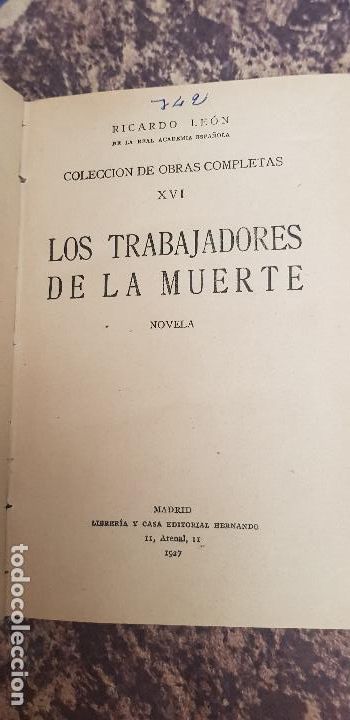 742
RICARDO LEÓN
DE LA REAL ACADEMIA ESPAÑOLA
COLECCION DE OBRAS COMPLETAS
XVI
LOS TRABAJADORES
DE LA MUERTE
NOVELA
MADRID
LIBRERÍA Y CASA EDITORIAL HERNANDO
11, Arenal, 11
1927
todocoleccion.net